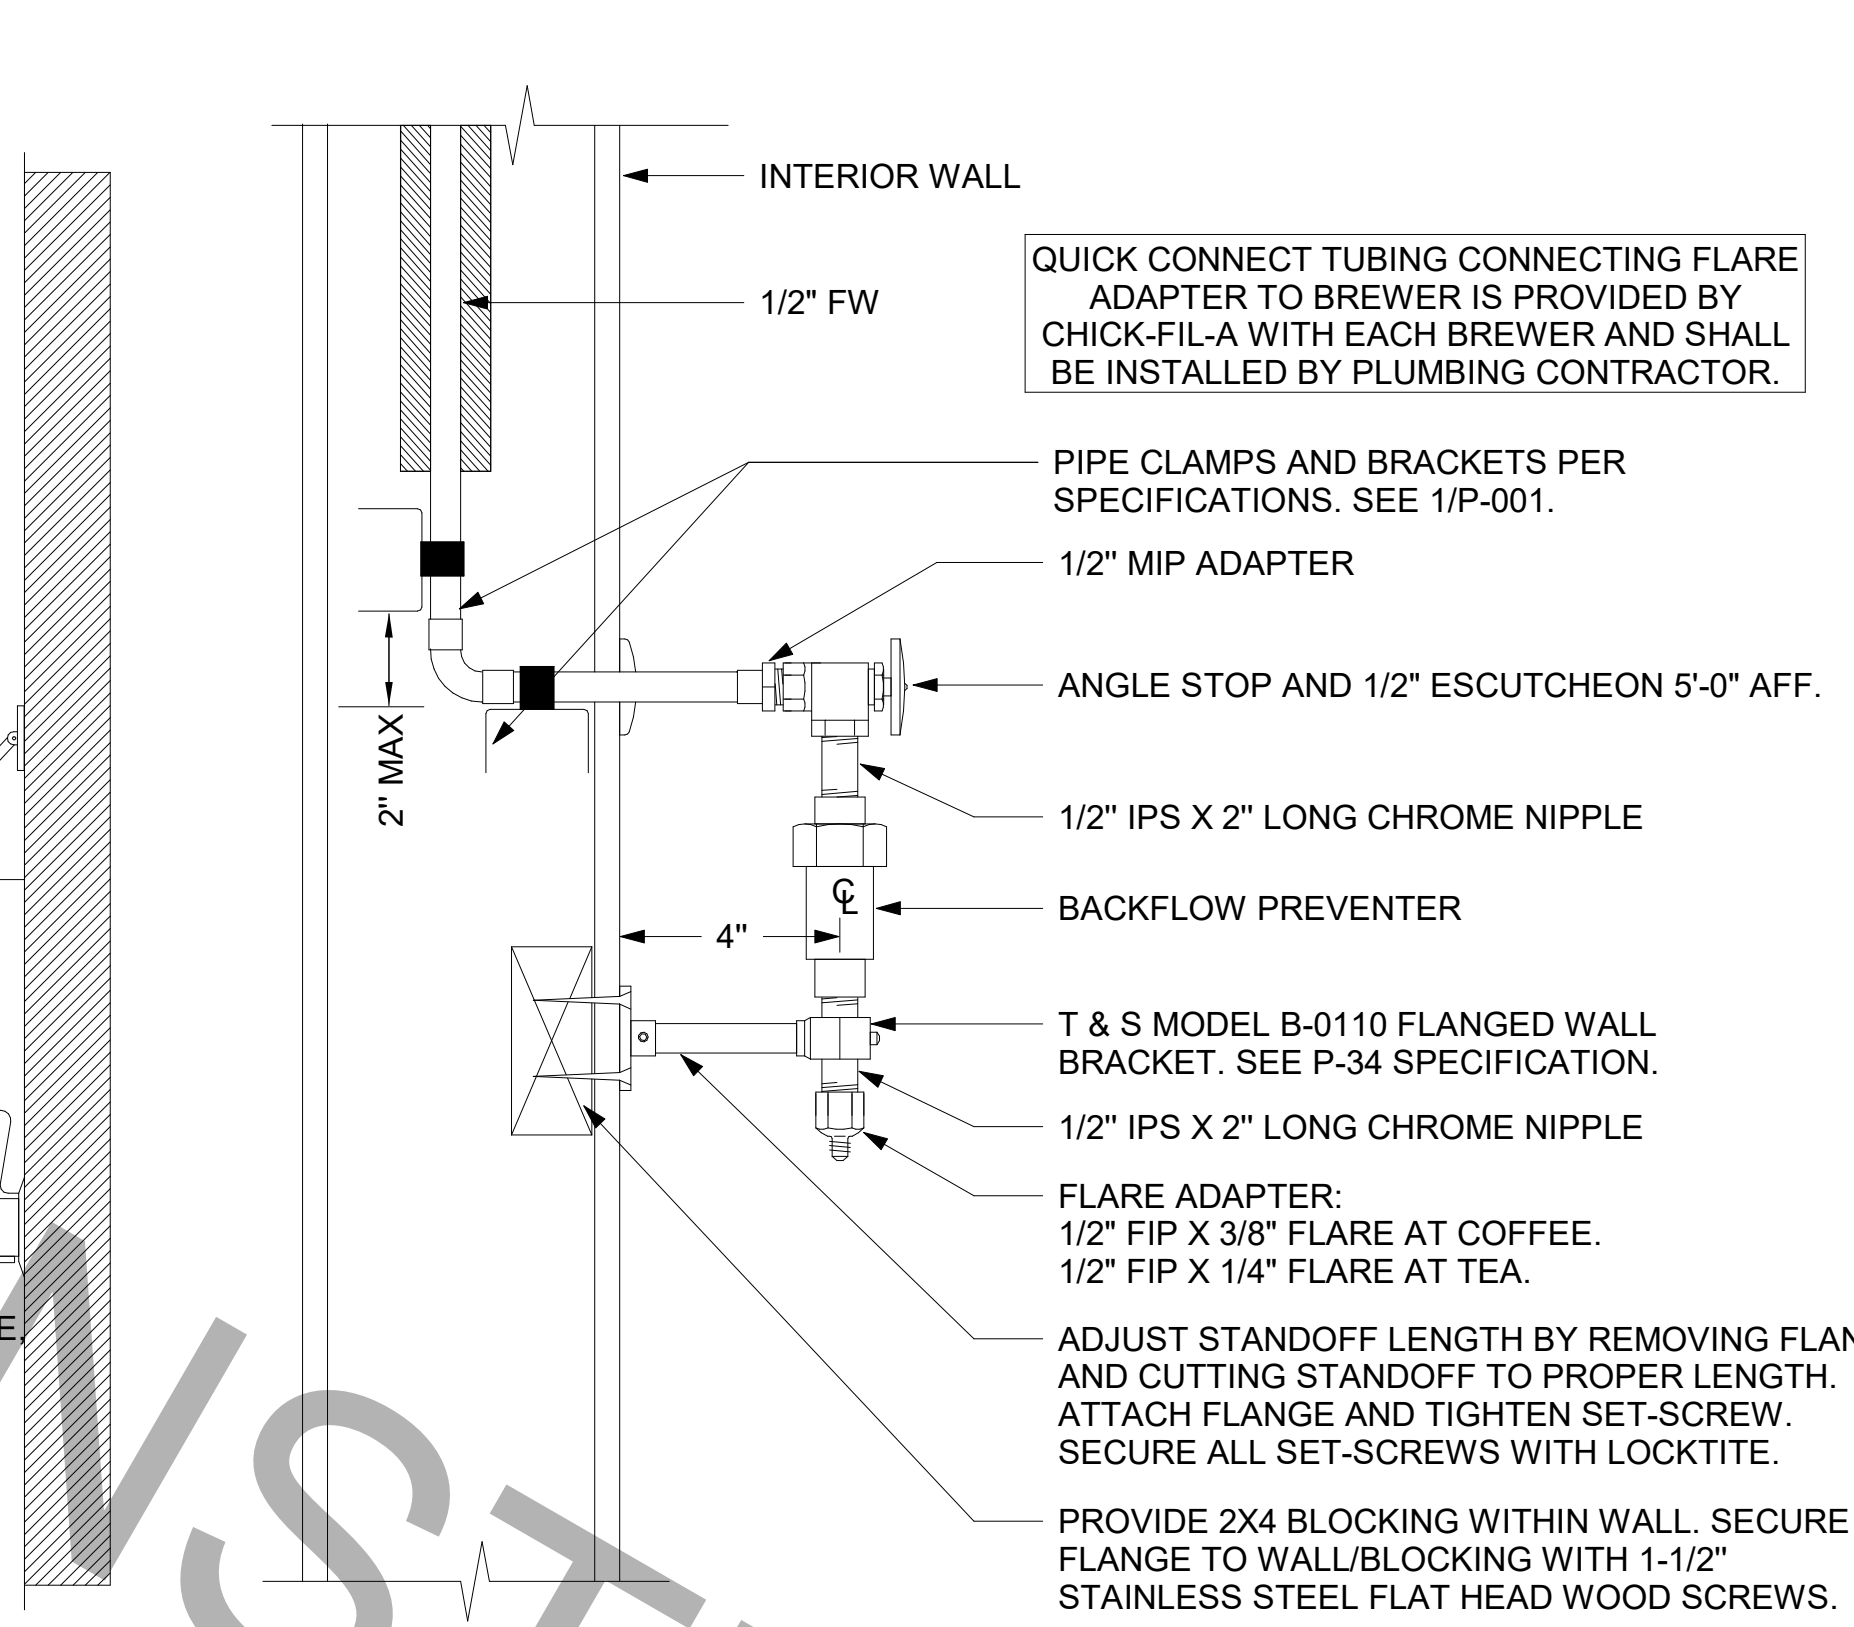 INTERIOR WALL
1/2" FW
QUICK CONNECT TUBING CONNECTING FLARE
ADAPTER TO BREWER IS PROVIDED BY
CHICK-FIL-A WITH EACH BREWER AND SHALL
BE INSTALLED BY PLUMBING CONTRACTOR.
PIPE CLAMPS AND BRACKETS PER
SPECIFICATIONS. SEE 1/P-001.
1/2" MIP ADAPTER
ANGLE STOP AND 1/2" ESCUTCHEON 5'-0" AFF.
2" MAX
1/2" IPS X 2" LONG CHROME NIPPLE
℄
BACKFLOW PREVENTER
4"
T & S MODEL B-0110 FLANGED WALL
BRACKET. SEE P-34 SPECIFICATION.
1/2" IPS X 2" LONG CHROME NIPPLE
FLARE ADAPTER:
1/2" FIP X 3/8" FLARE AT COFFEE.
1/2" FIP X 1/4" FLARE AT TEA.
E,
ADJUST STANDOFF LENGTH BY REMOVING
AND CUTTING STANDOFF TO PROPER LENGTH.
ATTACH FLANGE AND TIGHTEN SET-SCREW.
SECURE ALL SET-SCREWS WITH LOCKTITE.
PROVIDE 2X4 BLOCKING WITHIN WALL. SECURE
FLANGE TO WALL/BLOCKING WITH 1-1/2"
STAINLESS STEEL FLAT HEAD WOOD SCREWS.